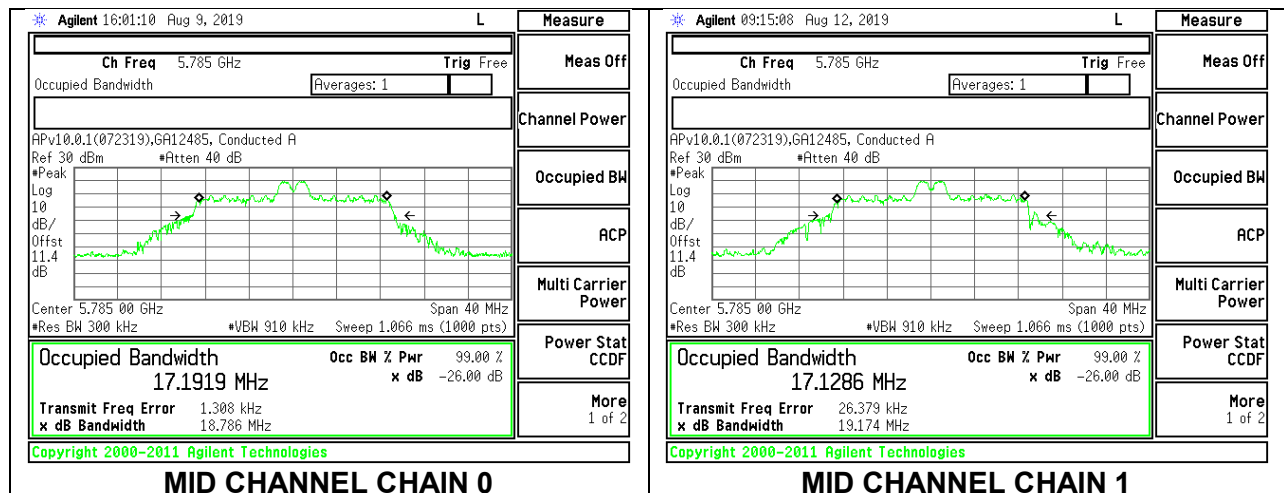 Agilent 16:01:10 Aug 9, 2019 L Measure
Ch Freq 5.785 GHz Trig Free
Occupied Bandwidth Averages: 1
APv10.0.1(072319),GA12485, Conducted A
Ref 30 dBm #Atten 40 dB
#Peak
Log
10
dB/
Offst
11.4
dB
Center 5.785 00 GHz Span 40 MHz
#Res BW 300 kHz #VBW 910 kHz Sweep 1.066 ms (1000 pts)
Occupied Bandwidth Occ BW % Pwr 99.00 %
17.1919 MHz x dB -26.00 dB
Transmit Freq Error 1.308 kHz
x dB Bandwidth 18.786 MHz
Copyright 2000-2011 Agilent Technologies
Meas Off
Channel Power
Occupied BW
ACP
Multi Carrier
Power
Power Stat
CCDF
More
1 of 2
MID CHANNEL CHAIN 0
Agilent 09:15:08 Aug 12, 2019 L Measure
Ch Freq 5.785 GHz Trig Free
Occupied Bandwidth Averages: 1
APv10.0.1(072319),GA12485, Conducted A
Ref 30 dBm #Atten 40 dB
#Peak
Log
10
dB/
Offst
11.4
dB
Center 5.785 00 GHz Span 40 MHz
#Res BW 300 kHz #VBW 910 kHz Sweep 1.066 ms (1000 pts)
Occupied Bandwidth Occ BW % Pwr 99.00 %
17.1286 MHz x dB -26.00 dB
Transmit Freq Error 26.379 kHz
x dB Bandwidth 19.174 MHz
Copyright 2000-2011 Agilent Technologies
Meas Off
Channel Power
Occupied BW
ACP
Multi Carrier
Power
Power Stat
CCDF
More
1 of 2
MID CHANNEL CHAIN 1